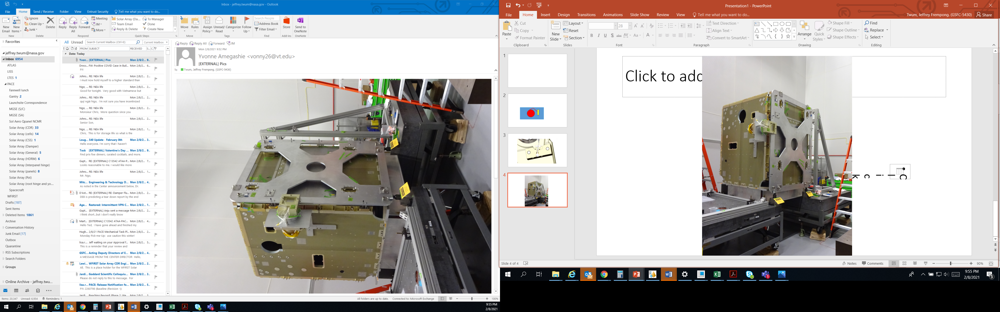 Inbox - jeffrey.twum@nasa.gov - Outlook
File Home Send / Receive Folder View Entrust Security Tell me what you want to do...
New Email New Items
Ignore
Clean Up
Junk
Delete
Reply Reply All Forward
Meeting
IM
More
Solar Array (Da...
Team Email
Reply & Delete
To Manager
Done
Create New
Move Rules
Assign Policy Unread/ Read Categorize Follow Up
Search People
Address Book
Filter Email
Store
Send to OneNote
New Delete Respond Quick Steps Move Tags Find Add-ins OneNote
Favorites
jeffrey.twum@nasa.gov
Inbox 6954
ATLAS
LISS
LTES 1
PACE
Farewell lunch
Gantry 2
Launchsite Correspondence
MGSE (S/C)
MGSE (SA)
Sol Aero Qpanel NCMR
Solar Array (CDR) 33
Solar Array (cells) 14
Solar Array (CSS) 1
Solar Array (Damper)
Solar Array (General) 5
Solar Array (HDRM) 6
Solar Array (Interpanel hinge)
Solar Array (panels) 8
Solar Array (Pot)
Solar Array (root hinge and yo...
Spacecraft
WFIRST
Drafts [187]
Sent Items
Deleted Items 1861
Archive
Conversation History
Junk Email [17]
Outbox
Quarantine
RSS Subscriptions
Search Folders
Groups
Online Archive - jeffrey.twu...
All Unread Search Current Mailbox (Ctrl+E) Current Mailbox
FROM SUBJECT RECEIVED S... C.
Date: Today
Yvon... [EXTERNAL] Pics Mon 2/8/2... 9..
Dress... FW: Positive COVID Case in Buil... Mon 2/8/2... 6...
FYI
Johns... RE: NEA life Mon 2/8/2... 2...
I must now hold myself to a higher standard than
Ngo, ... RE: NEA life Mon 2/8/2... 2...
Good for tonight. Very good with Vietnamese but
Johns... RE: NEA life Mon 2/8/2... 2...
quý ngài Ngo, I'm not sure you have incentivized
Ngo, ... RE: NEA life Mon 2/8/2... 2...
Monsieur Chris, More question since you
Johns... RE: NEA life Mon 2/8/2... 2...
Senior Son,
Ngo, ... RE: NEA life Mon 2/8/2... 1...
Chris, This is for storage life so what is the
Loug... 540 Update - February 8th Mon 2/8/2... 3..
Hello everyone. I'm sorry that I haven't
Tock [EXTERNAL] Valentine's Day ... Mon 2/8/2... 9..
Find prix fixe dinners, curated cocktails, and more.
Gupt... RE: [EXTERNAL] C13542 ATAA-P... Mon 2/8/2... 7...
Looks reasonable to me. I would like more
Johns... RE: NEA life Mon 2/8/2... 1...
Mr. Ngo,
Mitc... Engineering & Technology D... Mon 2/8/2... 4..
As noted in the Center announcement below, Dr.
D'Ast... RE: [EXTERNAL] RE: Damper Flu... Mon 2/8/2... 2...
DEB is predicting a tear down report by the end
Age... Restored: Intermittent VPN C... Mon 2/8/2... 1..
Gupt... [EXTERNAL] Anju sent a message Mon 2/8/2... 2...
i think short...but i don't really know
Mart... [EXTERNAL] C13542 ATAA-PAC... Mon 2/8/2... 4...
Hello Ted, I have gone ahead and finished my
Hugh... 2/8/21 PACE Mechanical Task Pl... Mon 2/8/2... 2...
Monday Pick-me-Up: use caution this winter!
lisa.r... Jeff waiting on your Approval f... Mon 2/8/2... 5...
This is a reminder that your review and
GSFC... Acting Deputy Directors of E... Mon 2/8/2... 4..
A MESSAGE FROM THE CENTER DIRECTOR Hello,
Lewi... WFIRST Solar Array CDR Engi... Mon 2/8/2... 2..
All, This is a place holder for the WFIRST Solar
Jardi... Goddard Scientific Colloquiu... Mon 2/8/2... 3..
Please do not reply to this message. For
lisa.r... PACE: Release Notification fo... Mon 2/8/2... 5..
FYI: 2260798 (Baseline (Revision -))
Jardi... Reaching Beyond! Phase 2: We... Mon 2/8/2... 3
Reply Reply All Forward IM
Mon 2/8/2021 9:52 PM
Yvonne Amegashie <vonny26@vt.edu>
[EXTERNAL] Pics
To Twum, Jeffrey Frempong. (GSFC-5430)
Items: 20,347 Unread: 6,954 Reminders: 1 All folders are up to date. Connected to: Microsoft Exchange 100%
9:55 PM
2/8/2021
Presentation1 - PowerPoint
File Home Insert Design Transitions Animations Slide Show Review View Tell me what you want to do... Twum, Jeffrey Frempong. (GSFC-5430) Share
Paste
Cut
Copy
Format Painter
New Slide
Layout
Reset
Section
28
B I U S abc AV Aa A
Text Direction
Align Text
Convert to SmartArt
Arrange Quick Styles
Shape Fill
Shape Outline
Shape Effects
Find
Replace
Select
Clipboard Slides Font Paragraph Drawing Editing
1
2
3
4
Click to add
Click
Slide 4 of 4 Notes Comments 90%
9:55 PM
2/8/2021
3